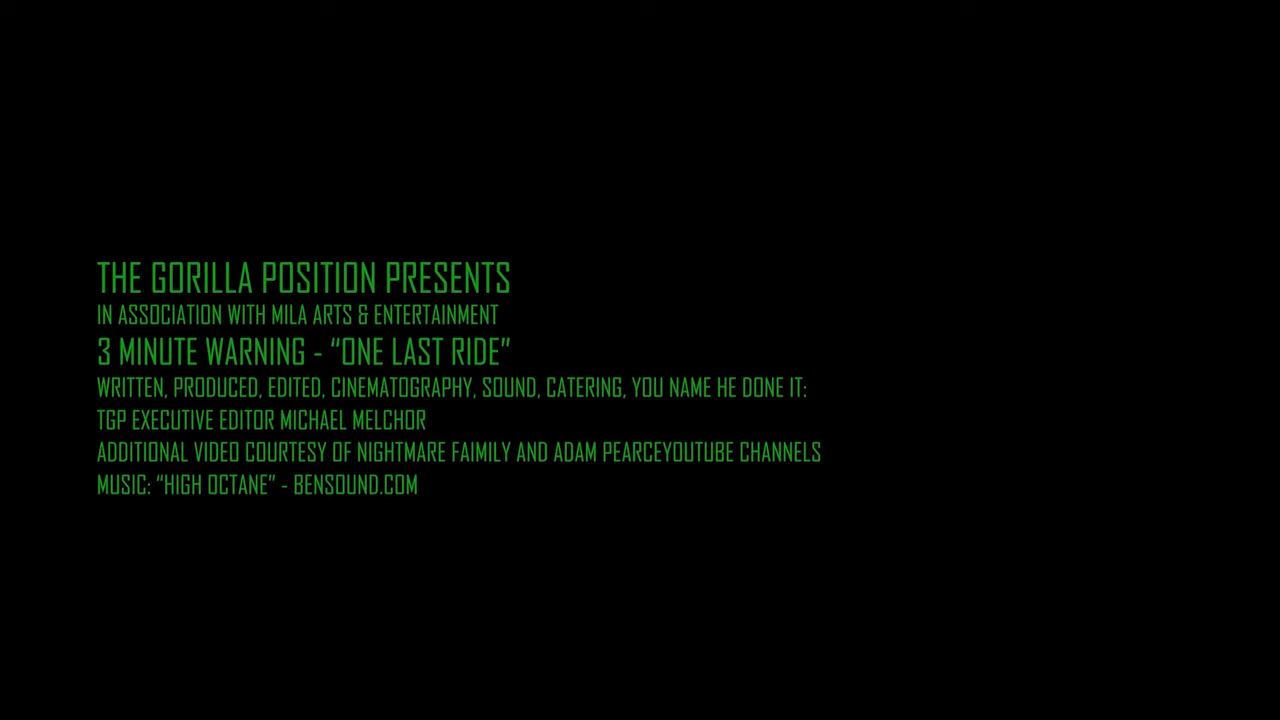 THE GORILLA POSITION PRESENTS
IN ASSOCIATION WITH MILA ARTS & ENTERTAINMENT
3 MINUTE WARNING - “ONE LAST RIDE”
WRITTEN, PRODUCED, EDITED, CINEMATOGRAPHY, SOUND, CATERING, YOU NAME HE DONE IT:
TGP EXECUTIVE EDITOR MICHAEL MELCHOR
ADDITIONAL VIDEO COURTESY OF NIGHTMARE FAIMILY AND ADAM PEARCEYOUTUBE CHANNELS
MUSIC: “HIGH OCTANE” - BENSOUND.COM